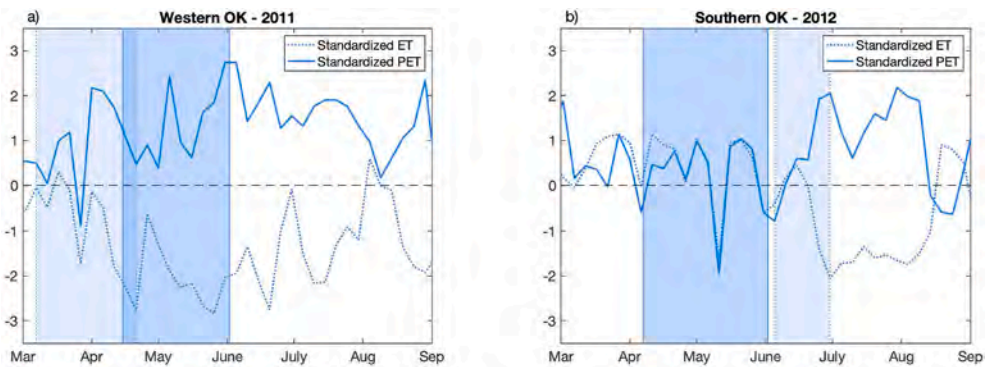 a)
Western OK - 2011
Standardized ET
Standardized PET
3
2
1
0
-1
-2
-3
Mar Apr May June July Aug Sep
b)
Southern OK - 2012
Standardized ET
Standardized PET
3
2
1
0
-1
-2
-3
Mar Apr May June July Aug Sep